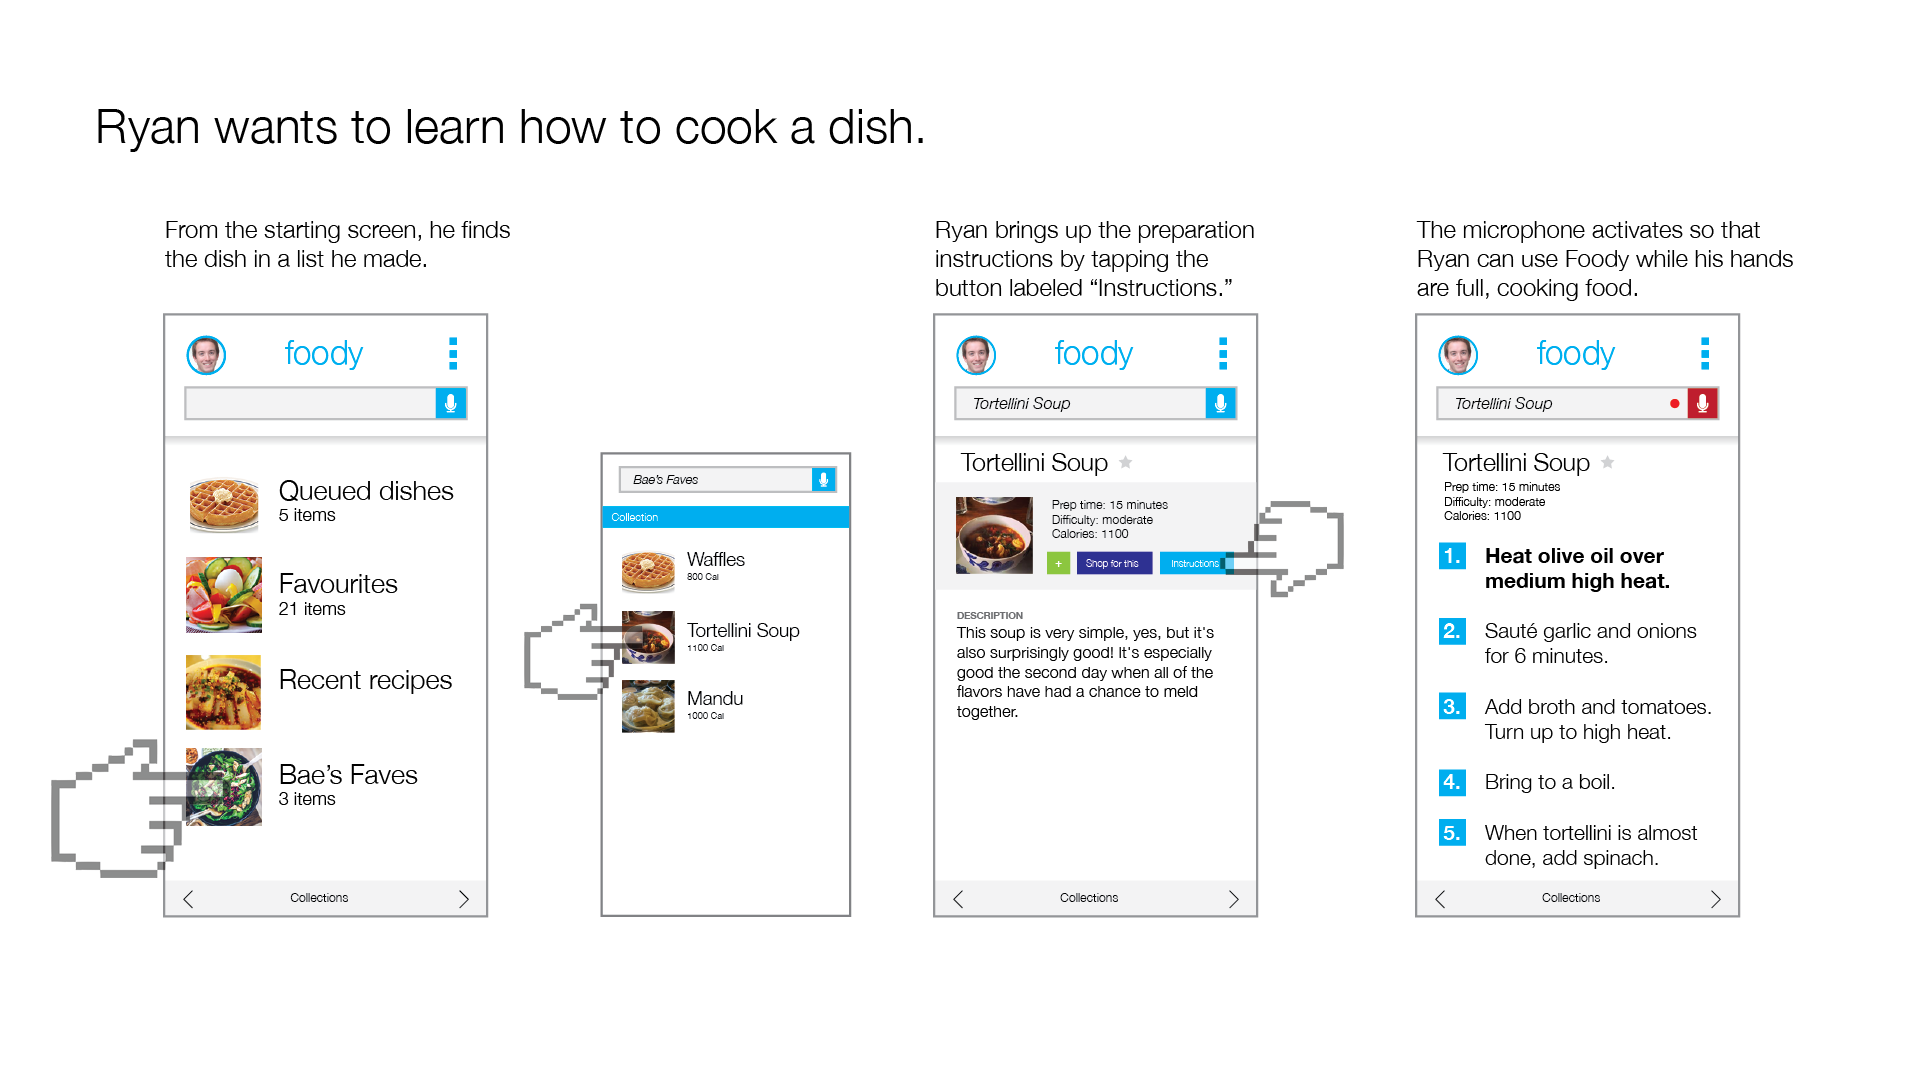 Ryan wants to learn how to cook a dish.
From the starting screen, he finds
the dish in a list he made.
foody
Queued dishes
5 items
Favourites
21 items
Recent recipes
Bae’s Faves
3 items
Collections
Bae's Faves
Collection
Waffles
800 Cal
Tortellini Soup
1100 Cal
Mandu
1000 Cal
Ryan brings up the preparation
instructions by tapping the
button labeled “Instructions.”
foody
Tortellini Soup
Tortellini Soup
Prep time: 15 minutes
Difficulty: moderate
Calories: 1100
+ Shop for this Instructions
DESCRIPTION
This soup is very simple, yes, but it's
also surprisingly good! It's especially
good the second day when all of the
flavors have had a chance to meld
together.
Collections
The microphone activates so that
Ryan can use Foody while his hands
are full, cooking food.
foody
Tortellini Soup
Tortellini Soup
Prep time: 15 minutes
Difficulty: moderate
Calories: 1100
1. Heat olive oil over
medium high heat.
2. Sauté garlic and onions
for 6 minutes.
3. Add broth and tomatoes.
Turn up to high heat.
4. Bring to a boil.
5. When tortellini is almost
done, add spinach.
Collections